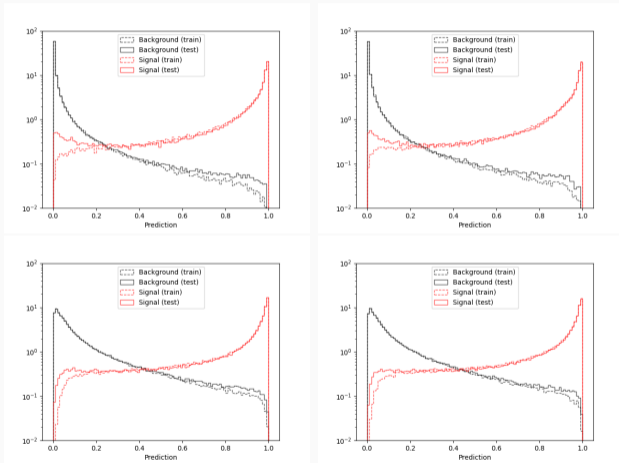 10² 10²
Background (train) Background (train)
Background (test) Background (test)
Signal (train) Signal (train)
Signal (test) Signal (test)
10¹ 10¹
10⁰ 10⁰
10⁻¹ 10⁻¹
10⁻² 10⁻²
0.0 0.2 0.4 0.6 0.8 1.0 0.0 0.2 0.4 0.6 0.8 1.0
Prediction Prediction
10² 10²
Background (train) Background (train)
Background (test) Background (test)
Signal (train) Signal (train)
Signal (test) Signal (test)
10¹ 10¹
10⁰ 10⁰
10⁻¹ 10⁻¹
10⁻² 10⁻²
0.0 0.2 0.4 0.6 0.8 1.0 0.0 0.2 0.4 0.6 0.8 1.0
Prediction Prediction